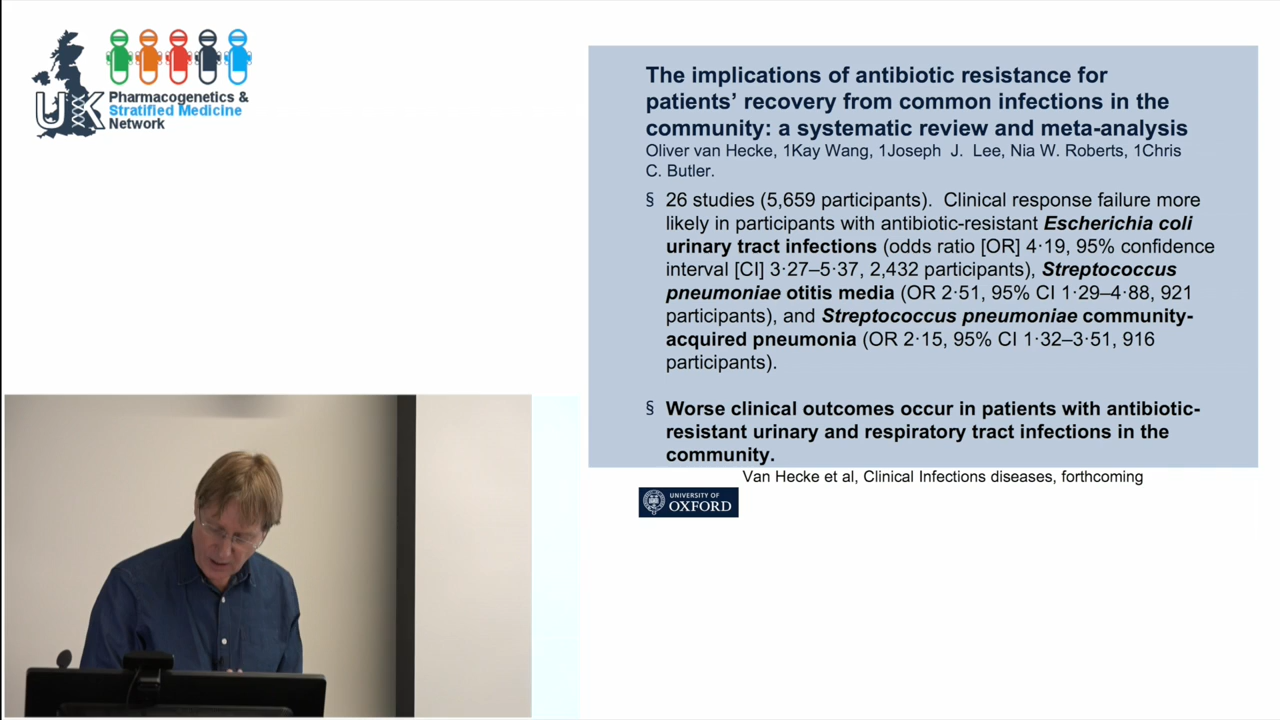 UK
Pharmacogenetics &
Stratified Medicine
Network
The implications of antibiotic resistance for
patients’ recovery from common infections in the
community: a systematic review and meta-analysis
Oliver van Hecke, 1Kay Wang, 1Joseph J. Lee, Nia W. Roberts, 1Chris
C. Butler.
§ 26 studies (5,659 participants). Clinical response failure more
likely in participants with antibiotic-resistant Escherichia coli
urinary tract infections (odds ratio [OR] 4·19, 95% confidence
interval [CI] 3·27–5·37, 2,432 participants), Streptococcus
pneumoniae otitis media (OR 2·51, 95% CI 1·29–4·88, 921
participants), and Streptococcus pneumoniae community-
acquired pneumonia (OR 2·15, 95% CI 1·32–3·51, 916
participants).
§ Worse clinical outcomes occur in patients with antibiotic-
resistant urinary and respiratory tract infections in the
community.
Van Hecke et al, Clinical Infections diseases, forthcoming
UNIVERSITY OF
OXFORD